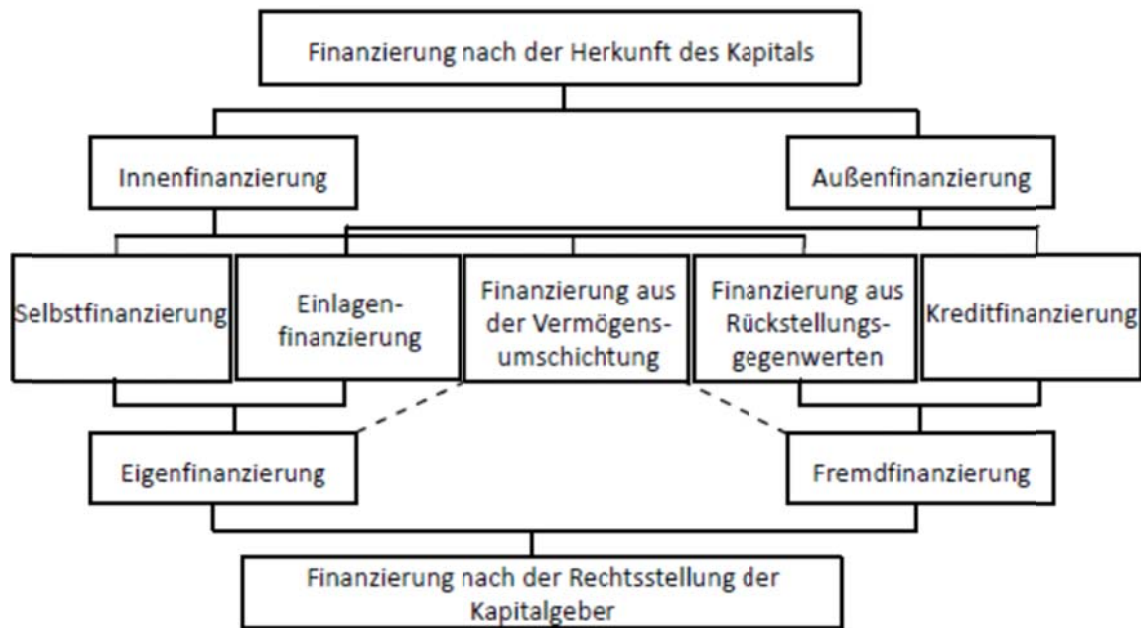 Finanzierung nach der Herkunft des Kapitals
Innenfinanzierung
Außenfinanzierung
Selbstfinanzierung
Einlagen-
finanzierung
Finanzierung aus
der Vermögens-
umschichtung
Finanzierung aus
Rückstellungs-
gegenwerten
Kreditfinanzierung
Eigenfinanzierung
Fremdfinanzierung
Finanzierung nach der Rechtsstellung der
Kapitalgeber